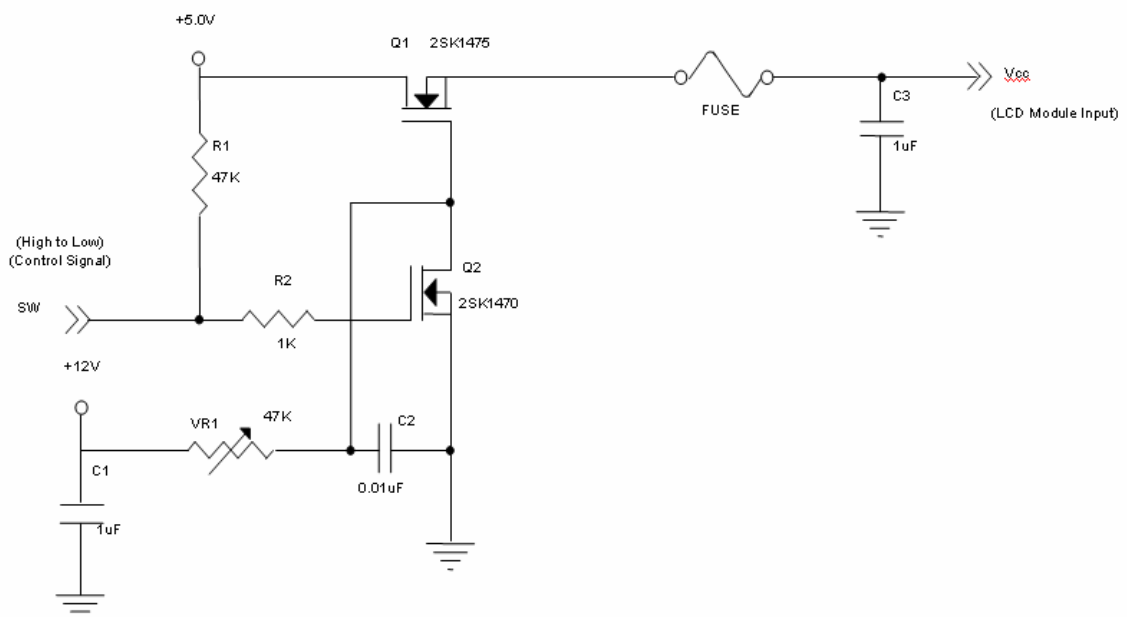 +5.0V
Q1 2SK1475
FUSE
Vcc
(LCD Module Input)
C3
1uF
R1
47K
(High to Low)
(Control Signal)
SW
R2
1K
Q2
2SK1470
+12V
VR1
47K
C2
0.01uF
C1
1uF